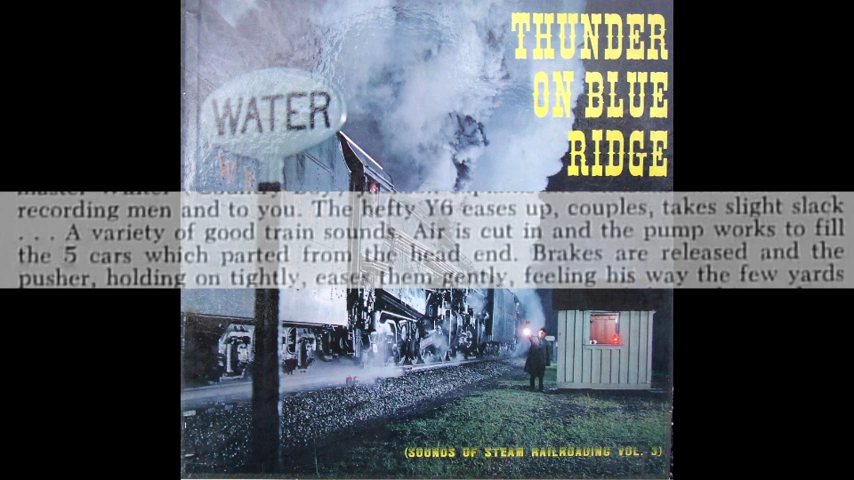 THUNDER
ON BLUE
RIDGE
WATER
recording men and to you. The hefty Y6 eases up, couples, takes slight slack
. . . A variety of good train sounds. Air is cut in and the pump works to fill
the 5 cars which parted from the head end. Brakes are released and the
pusher, holding on tightly, eases them gently, feeling his way the few yards
(SOUNDS OF STEAM RAILROADING VOL. 3)